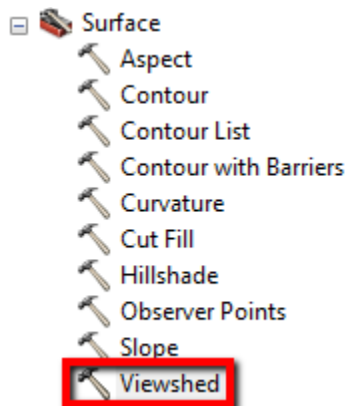 Surface
Aspect
Contour
Contour List
Contour with Barriers
Curvature
Cut Fill
Hillshade
Observer Points
Slope
Viewshed